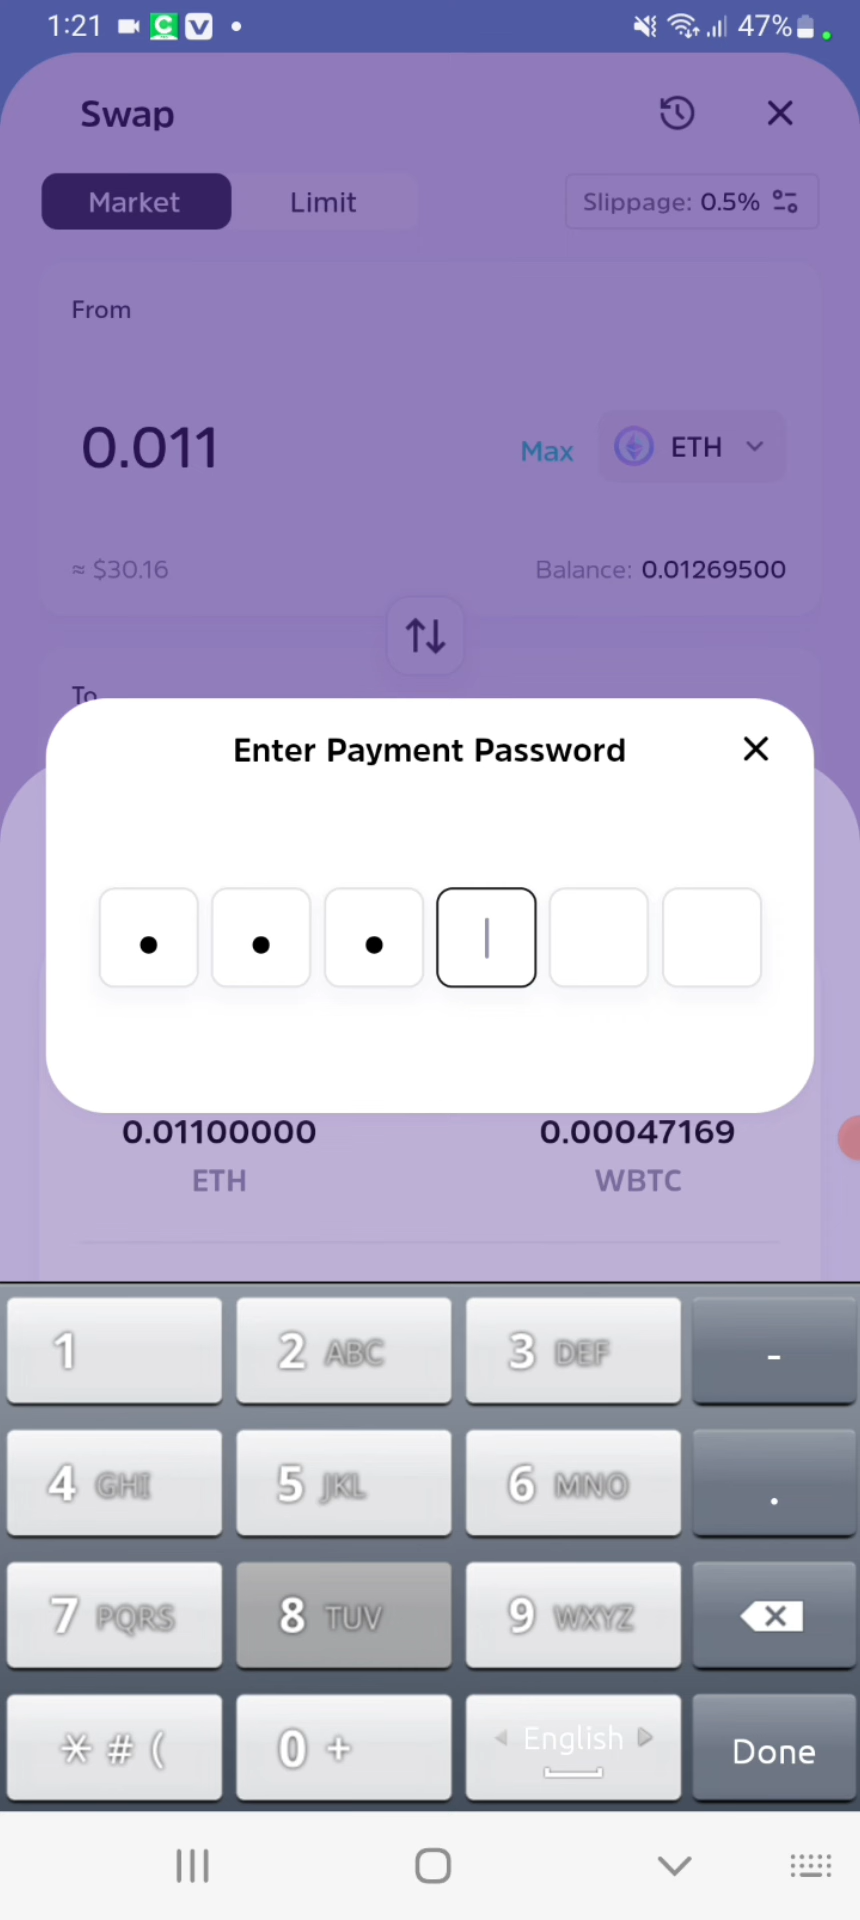 1:21 47%
Swap
Market Limit Slippage: 0.5%
From
0.011 Max ETH
≈ $30.16 Balance: 0.01269500
To
Enter Payment Password
0.01100000 0.00047169
ETH WBTC
1 2 ABC 3 DEF -
4 GHI 5 JKL 6 MNO .
7 PQRS 8 TUV 9 WXYZ
* # ( 0 + English Done